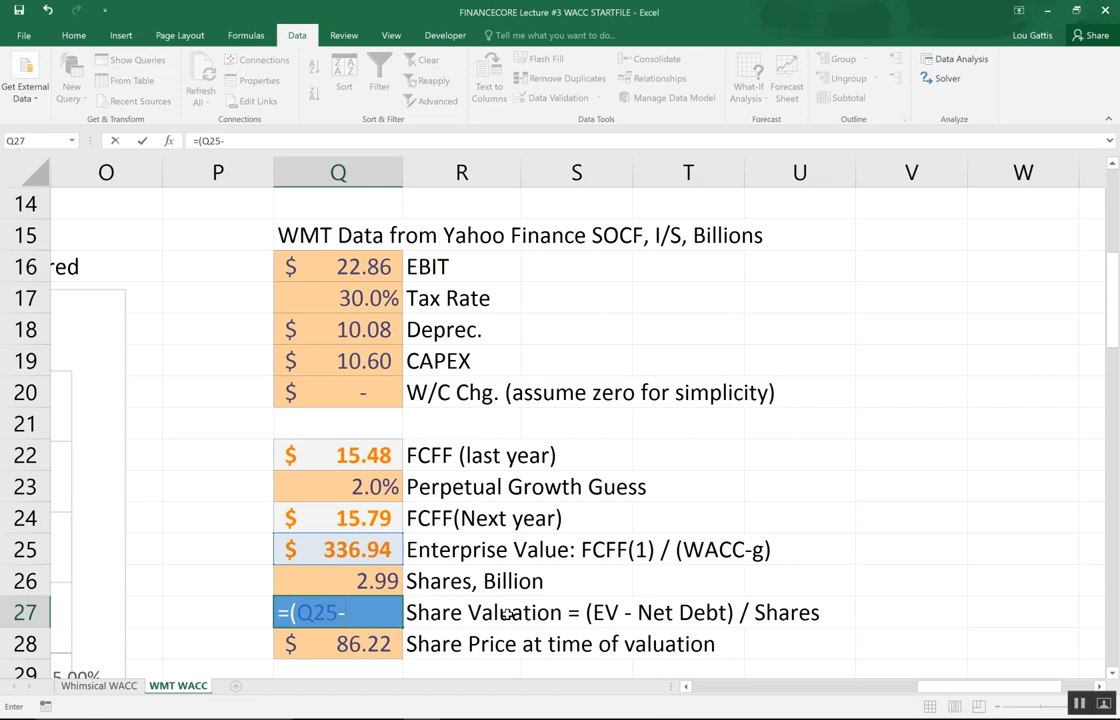 FINANCECORE Lecture #3 WACC STARTFILE - Excel
File Home Insert Page Layout Formulas Data Review View Developer Tell me what you want to do... Lou Gattis Share
Get External Data
New Query
Show Queries
From Table
Recent Sources
Get & Transform
Refresh All
Connections
Properties
Edit Links
Connections
Sort
Filter
Clear
Reapply
Advanced
Sort & Filter
Text to Columns
Flash Fill
Remove Duplicates
Data Validation
Consolidate
Relationships
Manage Data Model
Data Tools
What-If Analysis
Forecast Sheet
Forecast
Group
Ungroup
Subtotal
Outline
Data Analysis
Solver
Analyze
Q27 fx =(Q25-
O P Q R S T U V W
14
15 WMT Data from Yahoo Finance SOCF, I/S, Billions
16 red $ 22.86 EBIT
17 30.0% Tax Rate
18 $ 10.08 Deprec.
19 $ 10.60 CAPEX
20 $ - W/C Chg. (assume zero for simplicity)
21
22 $ 15.48 FCFF (last year)
23 2.0% Perpetual Growth Guess
24 $ 15.79 FCFF(Next year)
25 $ 336.94 Enterprise Value: FCFF(1) / (WACC-g)
26 2.99 Shares, Billion
27 =(Q25- Share Valuation = (EV - Net Debt) / Shares
28 $ 86.22 Share Price at time of valuation
29 5.00%
Whimsical WACC WMT WACC
Enter